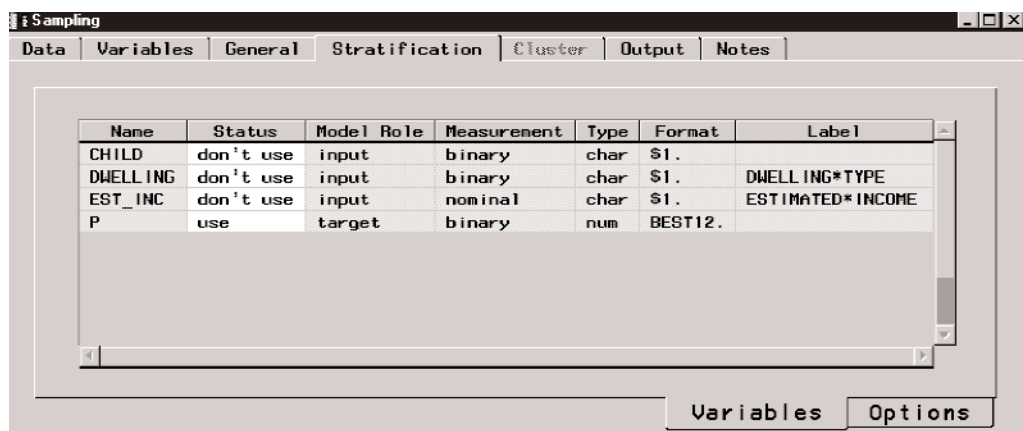 Sampling
Data Variables General Stratification Cluster Output Notes
Name Status Model Role Measurement Type Format Label
CHILD don't use input binary char $1.
DWELLING don't use input binary char $1. DWELLING*TYPE
EST_INC don't use input nominal char $1. ESTIMATED*INCOME
P use target binary num BEST12.
Variables Options